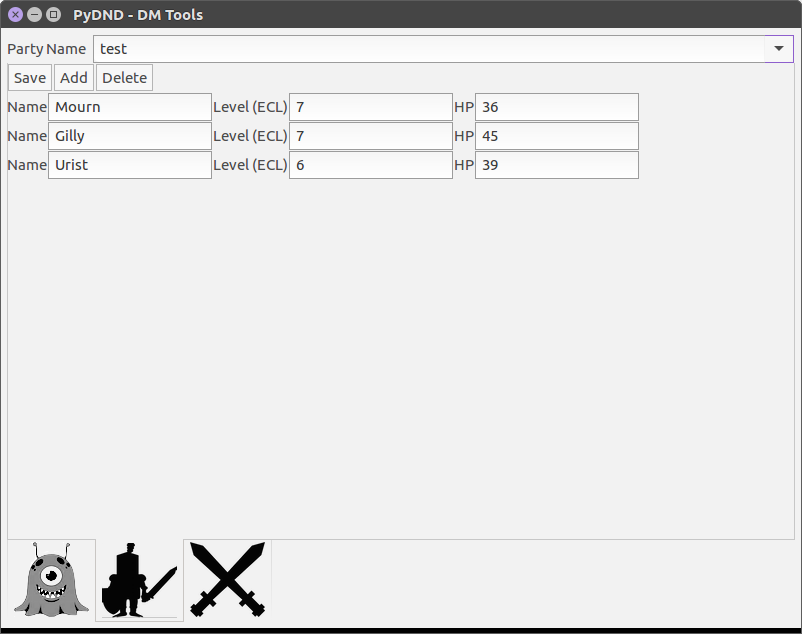 PyDND - DM Tools
Party Name test
Save Add Delete
Name Mourn Level (ECL) 7 HP 36
Name Gilly Level (ECL) 7 HP 45
Name Urist Level (ECL) 6 HP 39